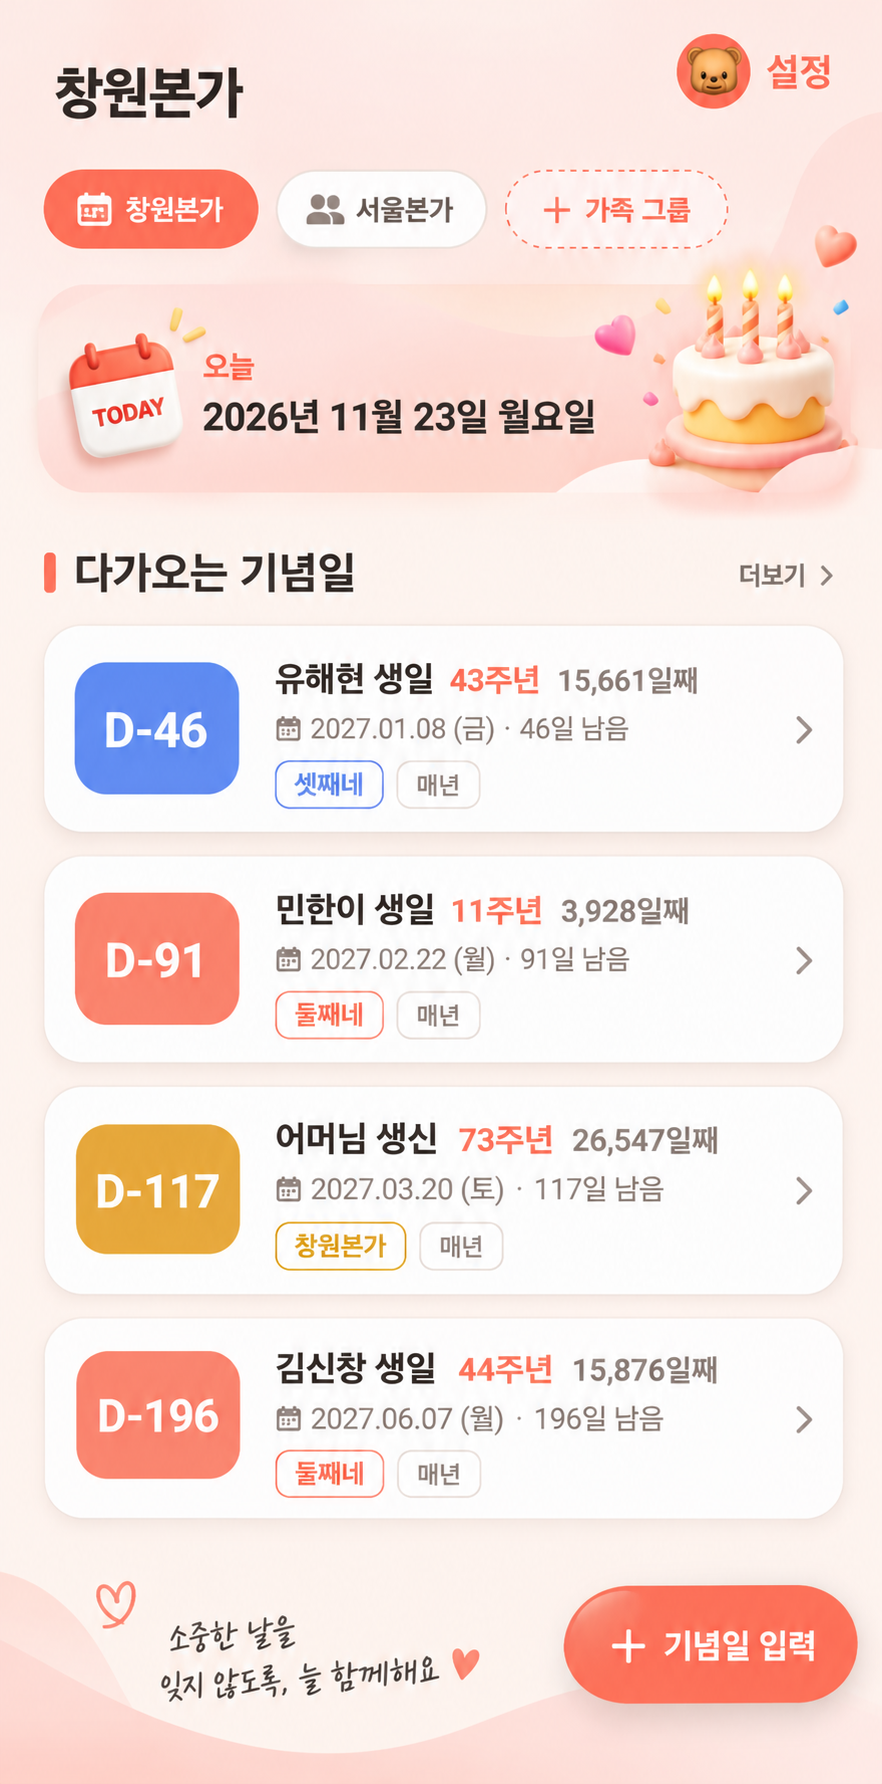 창원본가
설정
창원본가
서울본가
+ 가족 그룹
TODAY
오늘
2026년 11월 23일 월요일
다가오는 기념일
더보기 >
D-46
유해현 생일 43주년 15,661일째
2027.01.08 (금) · 46일 남음
셋째네 매년
D-91
민한이 생일 11주년 3,928일째
2027.02.22 (월) · 91일 남음
둘째네 매년
D-117
어머님 생신 73주년 26,547일째
2027.03.20 (토) · 117일 남음
창원본가 매년
D-196
김신창 생일 44주년 15,876일째
2027.06.07 (월) · 196일 남음
둘째네 매년
소중한 날을
잊지 않도록, 늘 함께해요
+ 기념일 입력